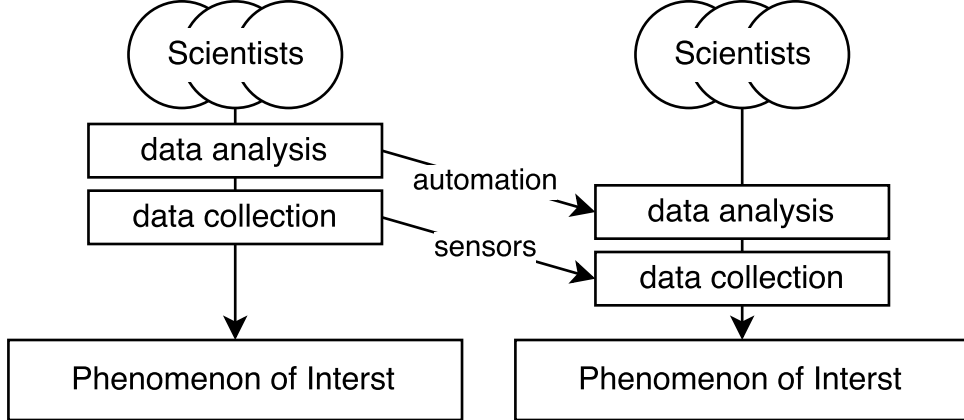 Scientists
data analysis
data collection
Phenomenon of Interst
automation
sensors
Scientists
data analysis
data collection
Phenomenon of Interst